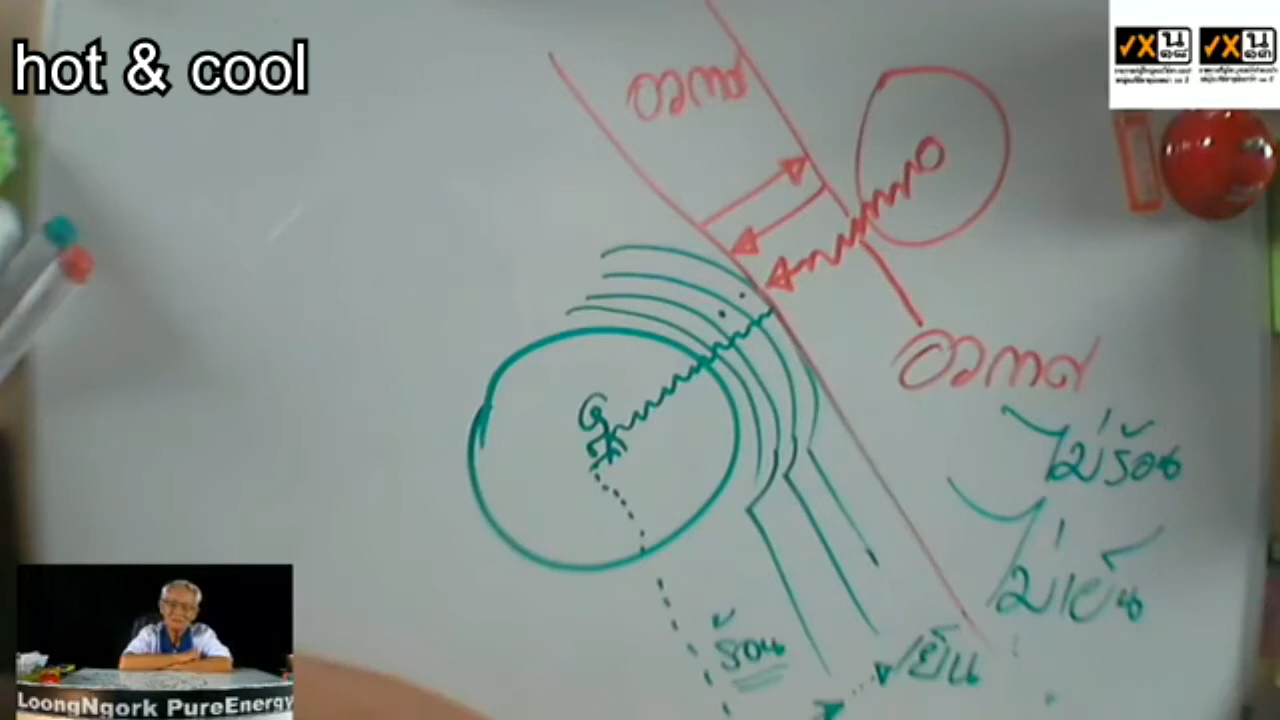 hot & cool
อวกาศ
อวกาศ
ไม่ร้อน
ไม่เย็น
ร้อน
เย็น
LoongNgork PureEnergy